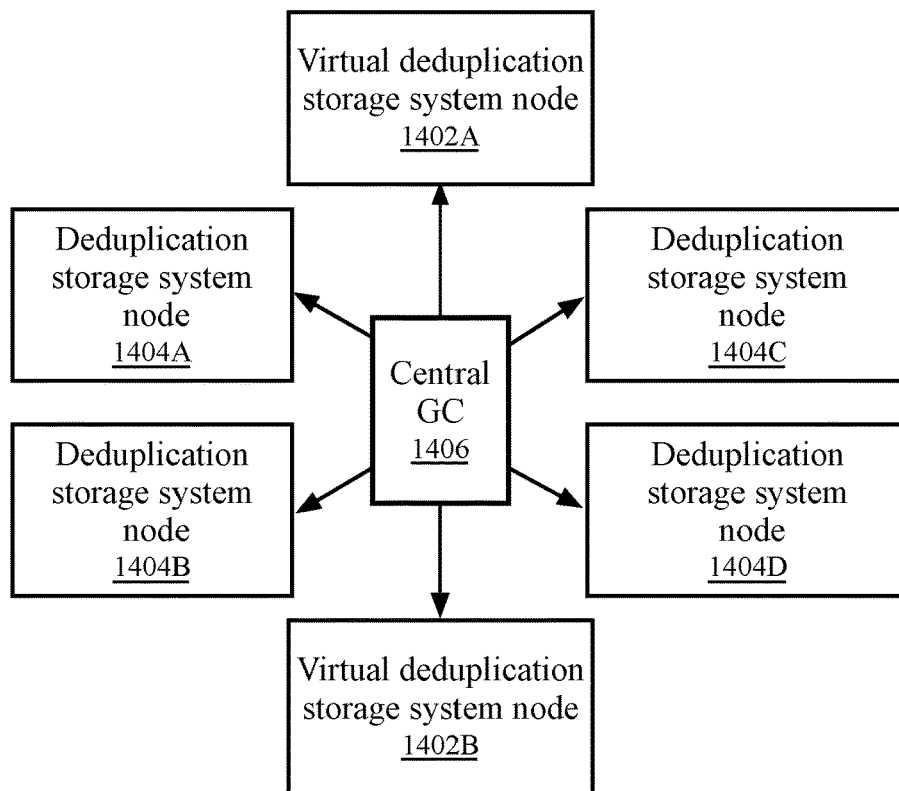 Virtual deduplication
storage system node
1402A
Deduplication
storage system
node
1404A
Deduplication
storage system
node
1404C
Central
GC
1406
Deduplication
storage system
node
1404B
Deduplication
storage system
node
1404D
Virtual deduplication
storage system node
1402B